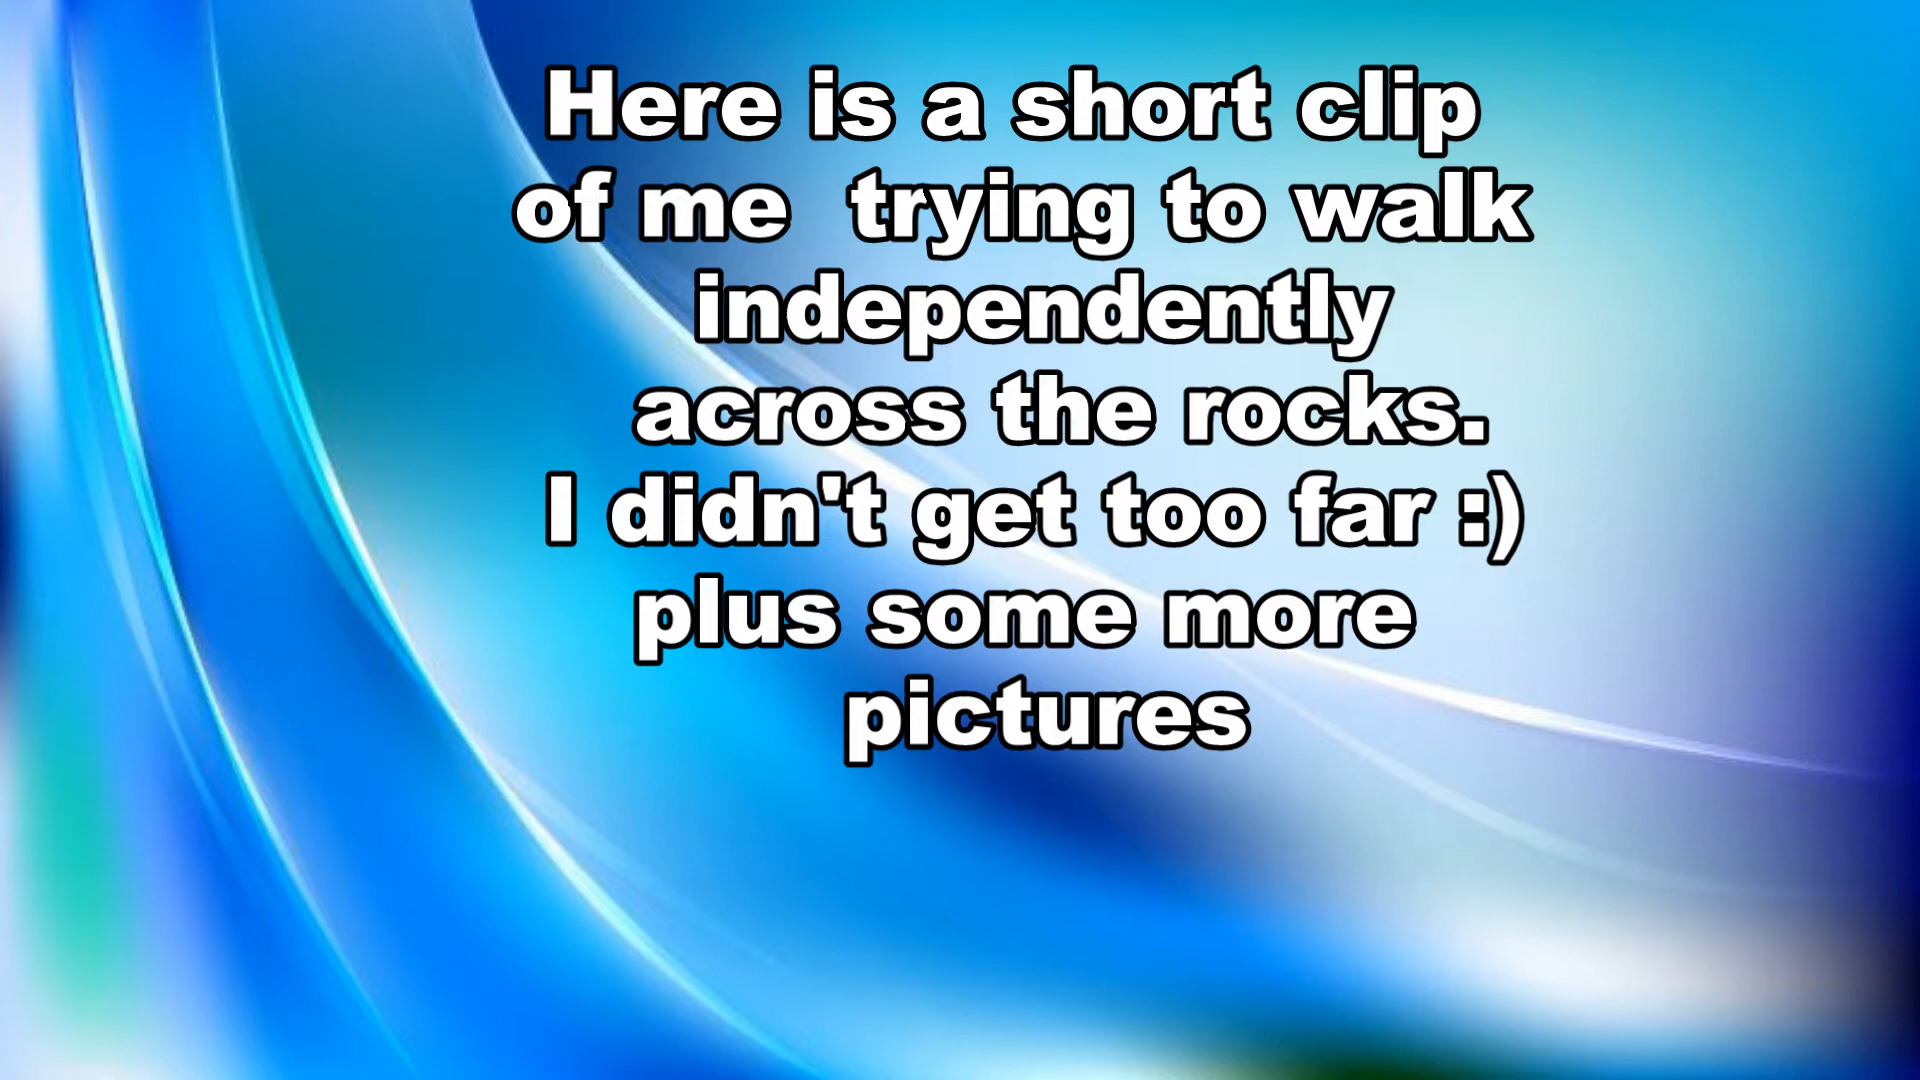 Here is a short clip
of me  trying to walk
independently
across the rocks.
I didn't get too far :)
plus some more
pictures